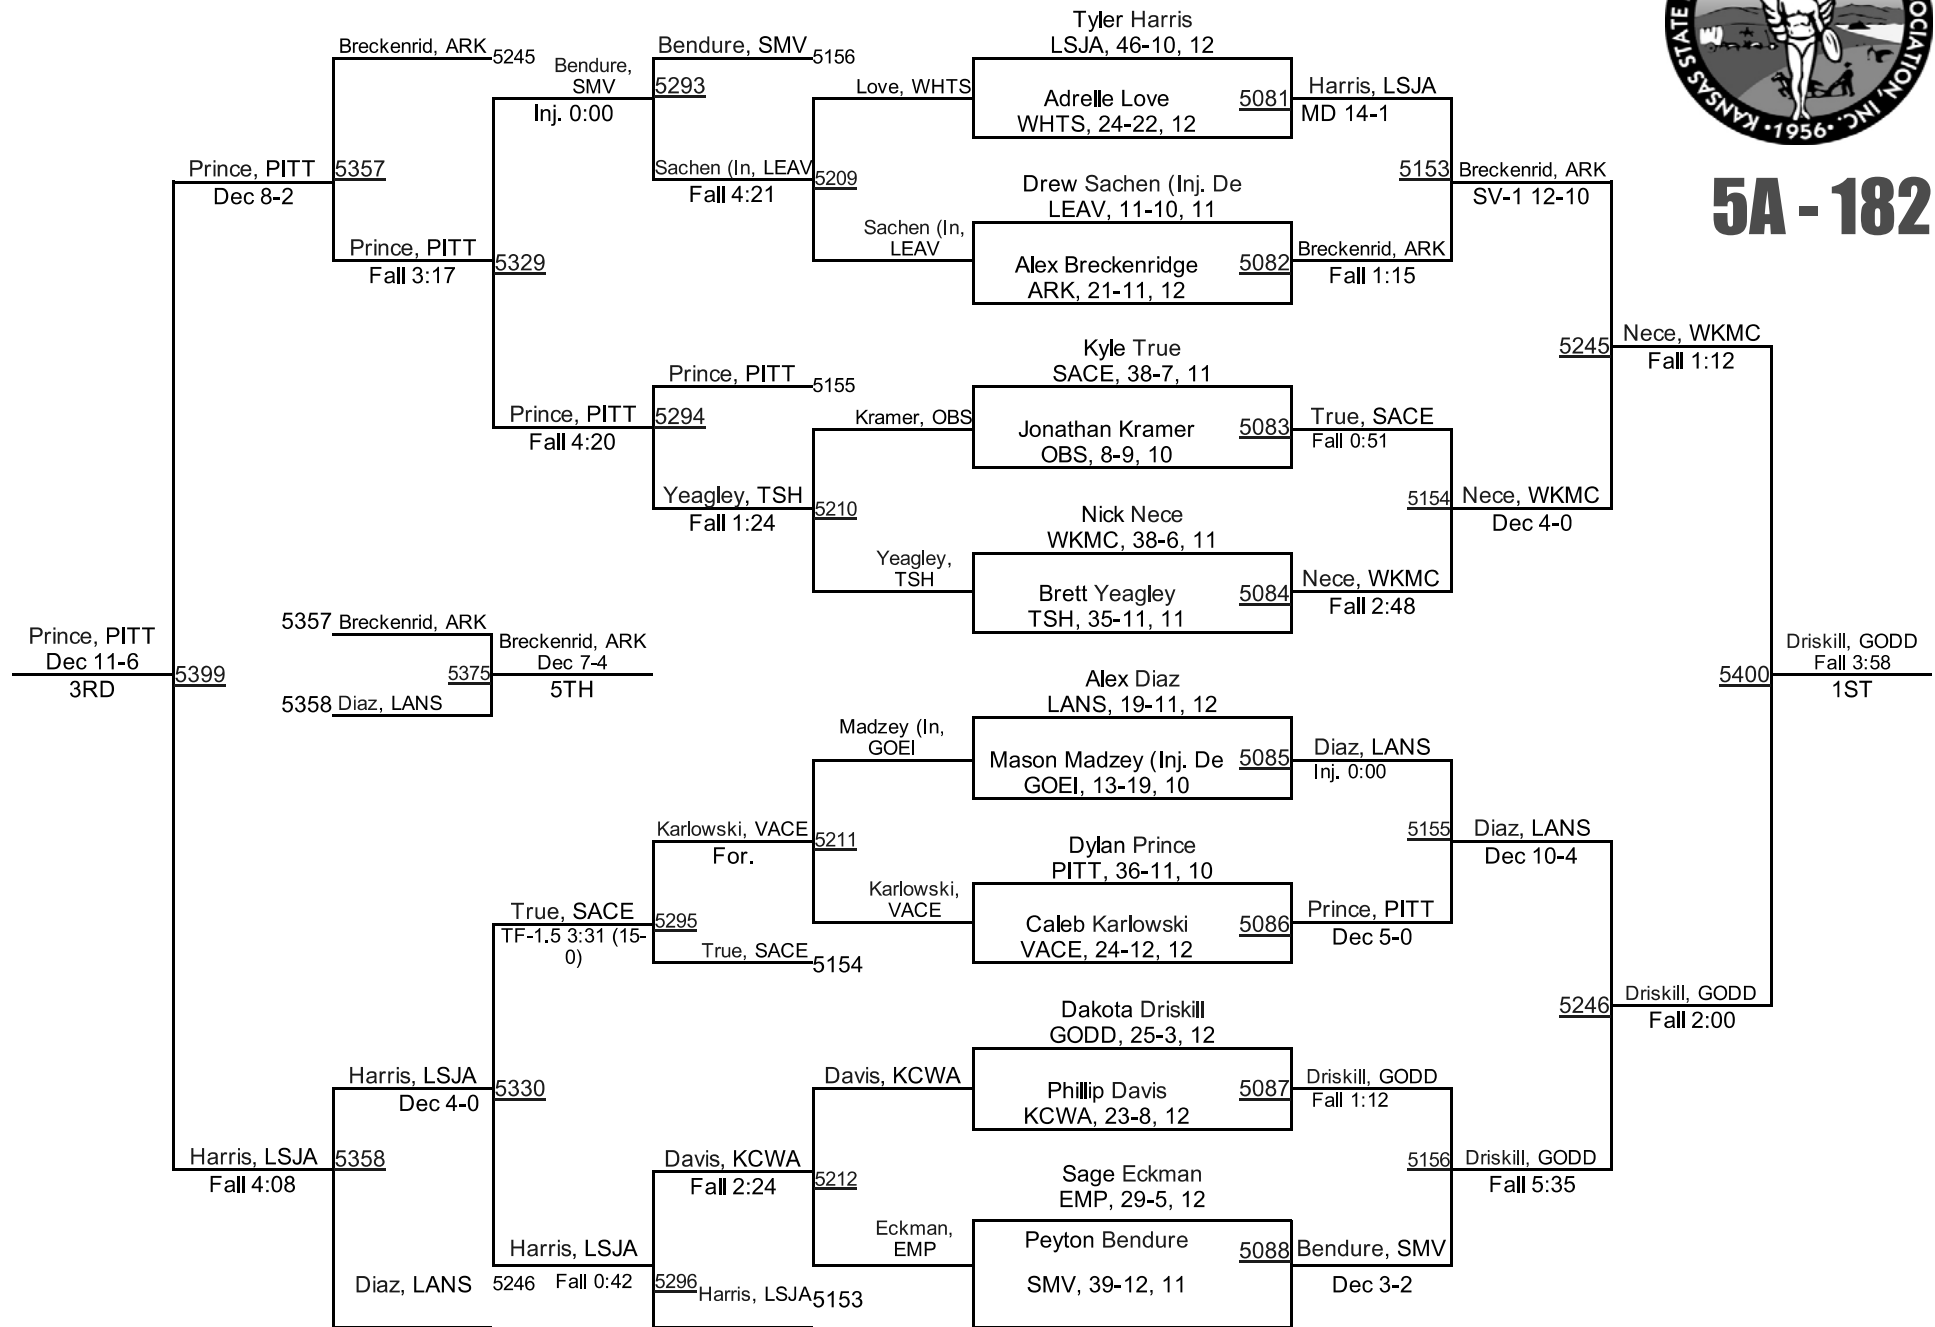 KANSAS STATE
OCIATION, INC.
•1956•
5A - 182
Breckenrid, ARK
5245
Bendure,
SMV
Inj. 0:00
Bendure, SMV
5156
5293
Sachen (In, LEAV
Fall 4:21
5209
Love, WHTS
Sachen (In,
LEAV
Prince, PITT
Dec 8-2
5357
Prince, PITT
Fall 3:17
5329
Prince, PITT
Fall 4:20
Prince, PITT
5155
5294
Yeagley, TSH
Fall 1:24
5210
Kramer, OBS
Yeagley,
TSH
Tyler Harris
LSJA, 46-10, 12
Adrelle Love
WHTS, 24-22, 12
5081
Harris, LSJA
MD 14-1
Drew Sachen (Inj. De
LEAV, 11-10, 11
Alex Breckenridge
ARK, 21-11, 12
5082
Breckenrid, ARK
Fall 1:15
5153
Breckenrid, ARK
SV-1 12-10
Kyle True
SACE, 38-7, 11
Jonathan Kramer
OBS, 8-9, 10
5083
True, SACE
Fall 0:51
Nick Nece
WKMC, 38-6, 11
Brett Yeagley
TSH, 35-11, 11
5084
Nece, WKMC
Fall 2:48
5154
Nece, WKMC
Dec 4-0
5245
Nece, WKMC
Fall 1:12
Prince, PITT
Dec 11-6
3RD
5399
5357
Breckenrid, ARK
5358
Diaz, LANS
5375
Breckenrid, ARK
Dec 7-4
5TH
5400
Driskill, GODD
Fall 3:58
1ST
Alex Diaz
LANS, 19-11, 12
Mason Madzey (Inj. De
GOEI, 13-19, 10
5085
Diaz, LANS
Inj. 0:00
Dylan Prince
PITT, 36-11, 10
Caleb Karlowski
VACE, 24-12, 12
5086
Prince, PITT
Dec 5-0
5155
Diaz, LANS
Dec 10-4
Madzey (In,
GOEI
Karlowski,
VACE
Karlowski, VACE
For.
5211
True, SACE
TF-1.5 3:31 (15-
0)
5295
True, SACE
5154
Dakota Driskill
GODD, 25-3, 12
Phillip Davis
KCWA, 23-8, 12
5087
Driskill, GODD
Fall 1:12
Sage Eckman
EMP, 29-5, 12
Peyton Bendure
SMV, 39-12, 11
5088
Bendure, SMV
Dec 3-2
5156
Driskill, GODD
Fall 5:35
5246
Driskill, GODD
Fall 2:00
Harris, LSJA
Dec 4-0
5330
Harris, LSJA
Fall 4:08
5358
Diaz, LANS
5246
Davis, KCWA
Davis, KCWA
Fall 2:24
5212
Eckman,
EMP
Harris, LSJA
Fall 0:42
5296
Harris, LSJA
5153